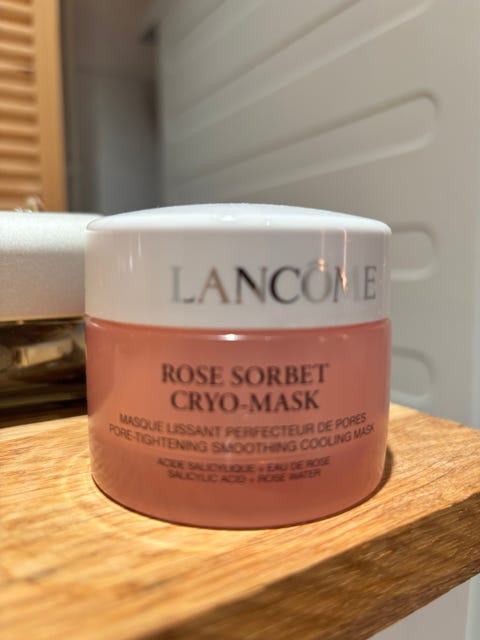 LANCÔME
ROSE SORBET
CRYO-MASK
MASQUE LISSANT PERFECTEUR DE PORES
PORE-TIGHTENING SMOOTHING COOLING MASK
ACIDE SALICYLIQUE + EAU DE ROSE
SALICYLIC ACID + ROSE WATER